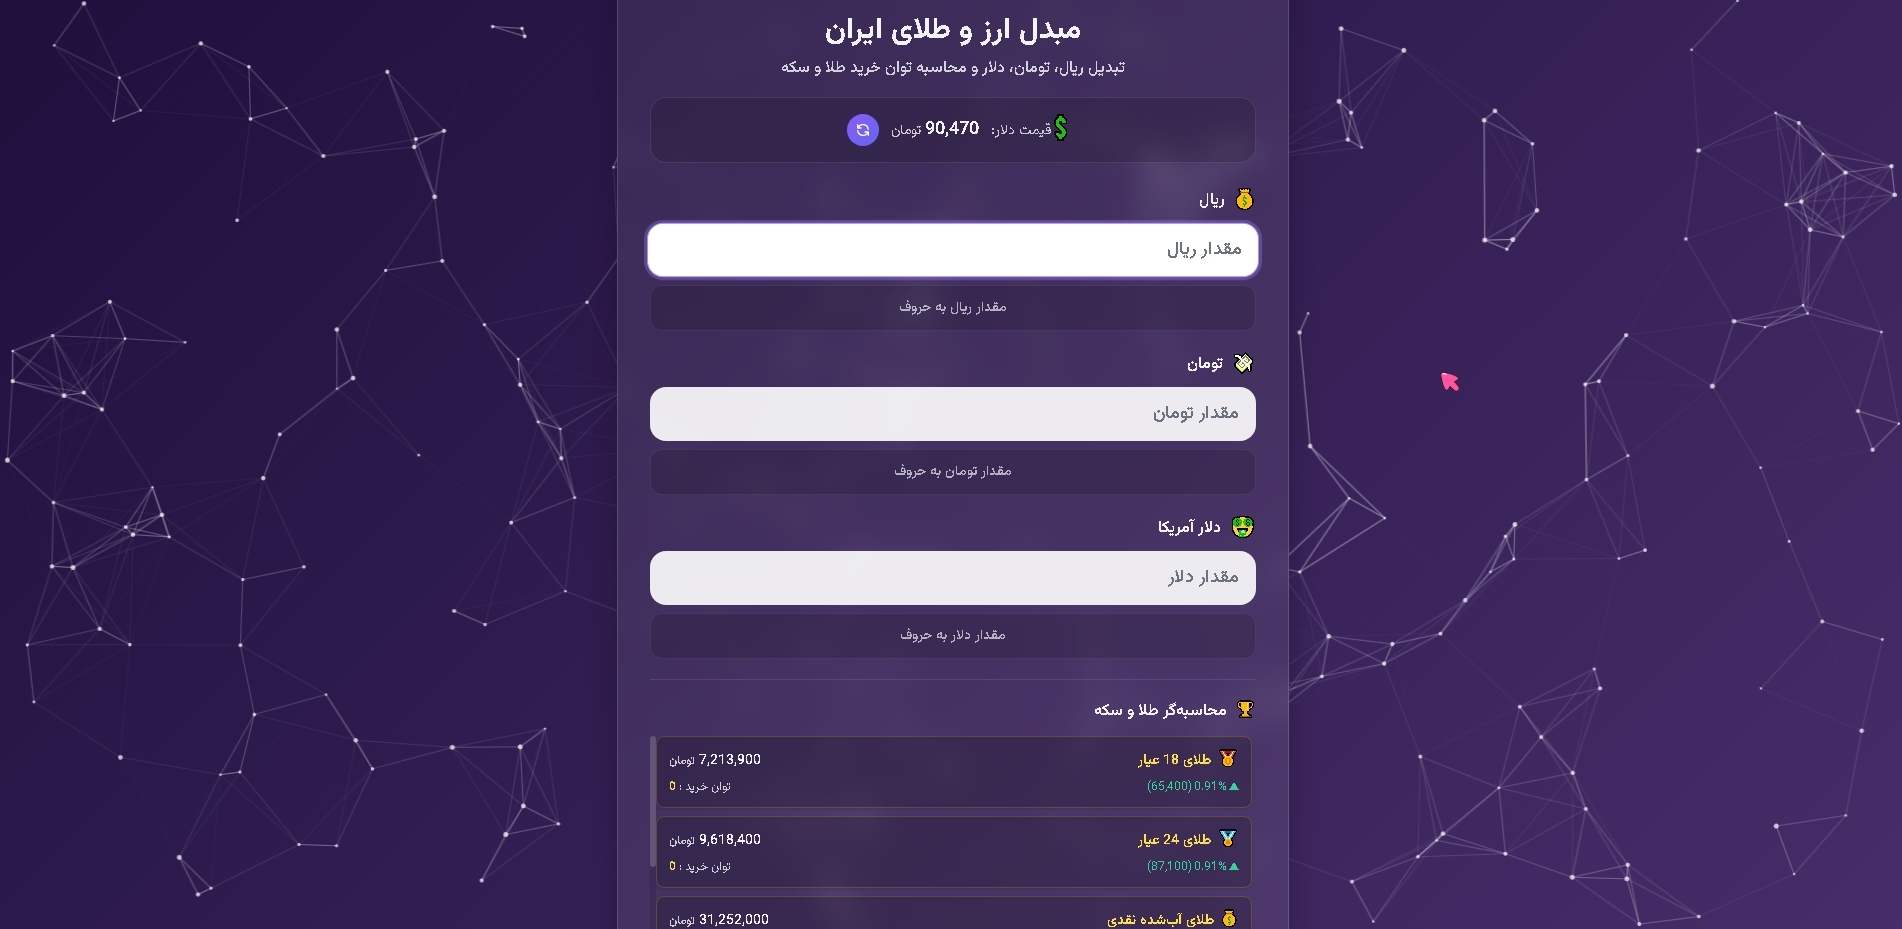 مبدل ارز و طلای ایران
تبدیل ریال، تومان، دلار و محاسبه توان خرید طلا و سکه
قیمت دلار: 90,470 تومان
ریال
مقدار ریال
مقدار ریال به حروف
تومان
مقدار تومان
مقدار تومان به حروف
دلار آمریکا
مقدار دلار
مقدار دلار به حروف
محاسبه‌گر طلا و سکه
طلای 18 عیار
7,213,900 تومان
▲0.91% (65,400)
توان خرید : 0
طلای 24 عیار
9,618,400 تومان
▲0.91% (87,100)
توان خرید : 0
طلای آب‌شده نقدی
31,252,000 تومان